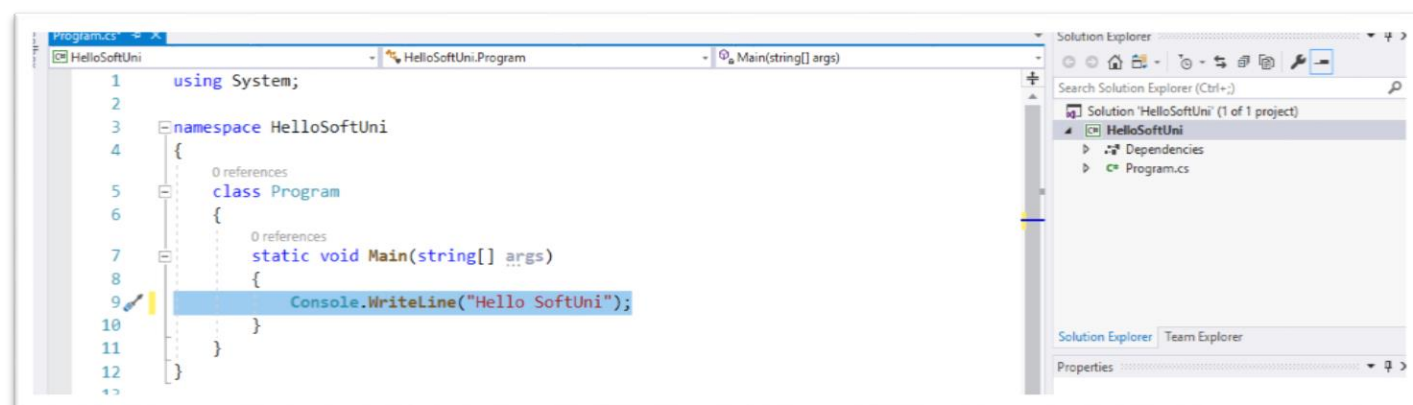 Program.cs*
HelloSoftUni
HelloSoftUni.Program
Main(string[] args)
1 using System;
2
3 namespace HelloSoftUni
4 {
0 references
5 class Program
6 {
0 references
7 static void Main(string[] args)
8 {
9 Console.WriteLine("Hello SoftUni");
10 }
11 }
12 }
13
Solution Explorer
Search Solution Explorer (Ctrl+;)
Solution 'HelloSoftUni' (1 of 1 project)
HelloSoftUni
Dependencies
C# Program.cs
Solution Explorer Team Explorer
Properties